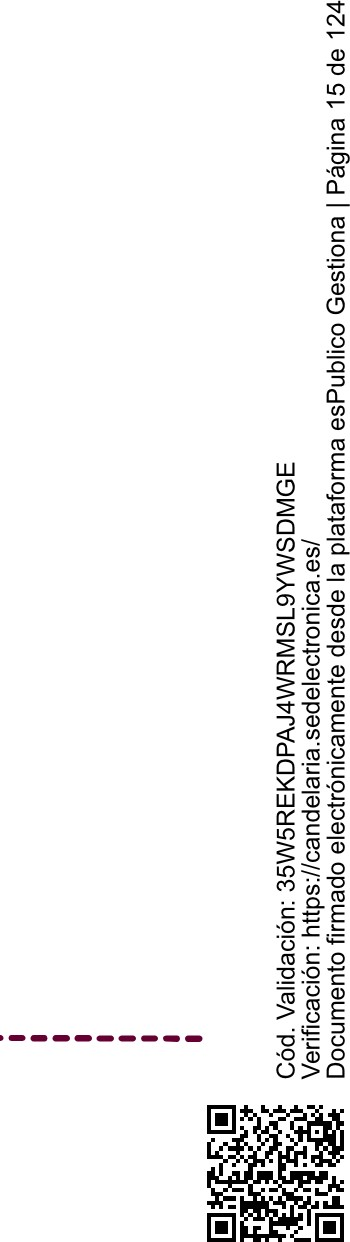 Cód. Validación: 35W5REKDPAJ4WRMSL9YWSDMGE
Verificación: https://candelaria.sedelectronica.es/
Documento firmado electrónicamente desde la plataforma esPublico Gestiona | Página 15 de 124